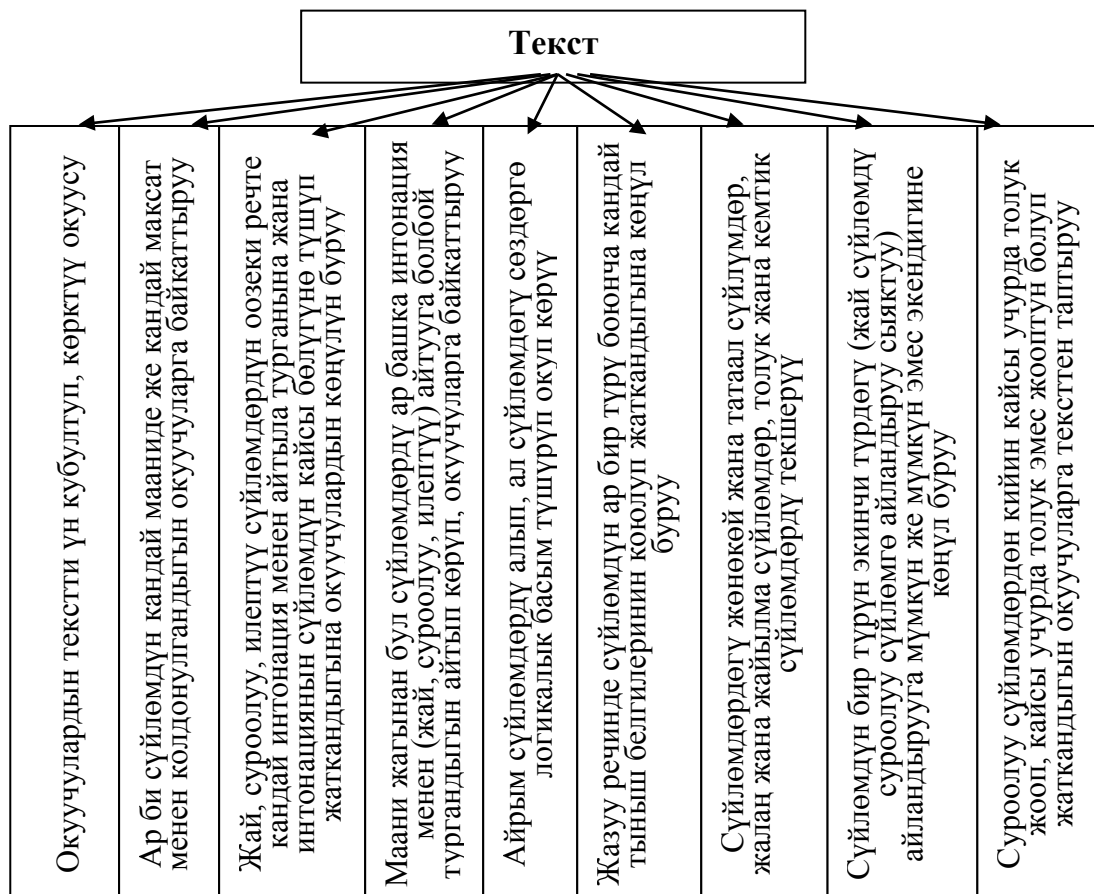 Текст
Окуучулардын текстти үн кубултуп, көрктүү окуусу
Ар би сүйлөмдүн кандай мааниде же кандай максат
менен колдонулгандыгын окуучуларга байкаттыруу
Жай, суроолуу, илептүү сүйлөмдөрдүн оозеки речте
кандай интонация менен айтыла турганына жана
интонациянын сүйлөмдүн кайсы бөлүгүнө түшүп
жаткандыгына окуучулардын көңүлүн буруу
Маани жагынан бул сүйлөмдөрдү ар башка интонация
менен (жай, суроолуу, илептүү) айтууга болбой
тургандыгын айтып көрүп, окуучуларга байкаттыруу
Айрым сүйлөмдөрдү алып, ал сүйлөмдөгү сөздөргө
логикалык басым түшүрүп окуп көрүү
Жазуу речинде сүйлөмдүн ар бир түрү боюнча кандай
тыныш белгилеринин коюлуп жаткандыгына көңүл
буруу
Сүйлөмдөрдөгү жөнөкөй жана татаал сүйлүмдөр,
жалаң жана жайылма сүйлөмдөр, толук жана кемтик
сүйлөмдөрдү текшерүү
Сүйлөмдүн бир түрүн экинчи түрдөгү (жай сүйлөмдү
суроолуу сүйлөмгө айландыруу сыяктуу)
айландырууга мүмкүн же мүмкүн эмес экендигине
көңүл буруу
Суроолуу сүйлөмдөрдөн кийин кайсы учурда толук
жооп, кайсы учурда толук эмес жооптун болуп
жаткандыгын окуучуларга тексттен таптыруу